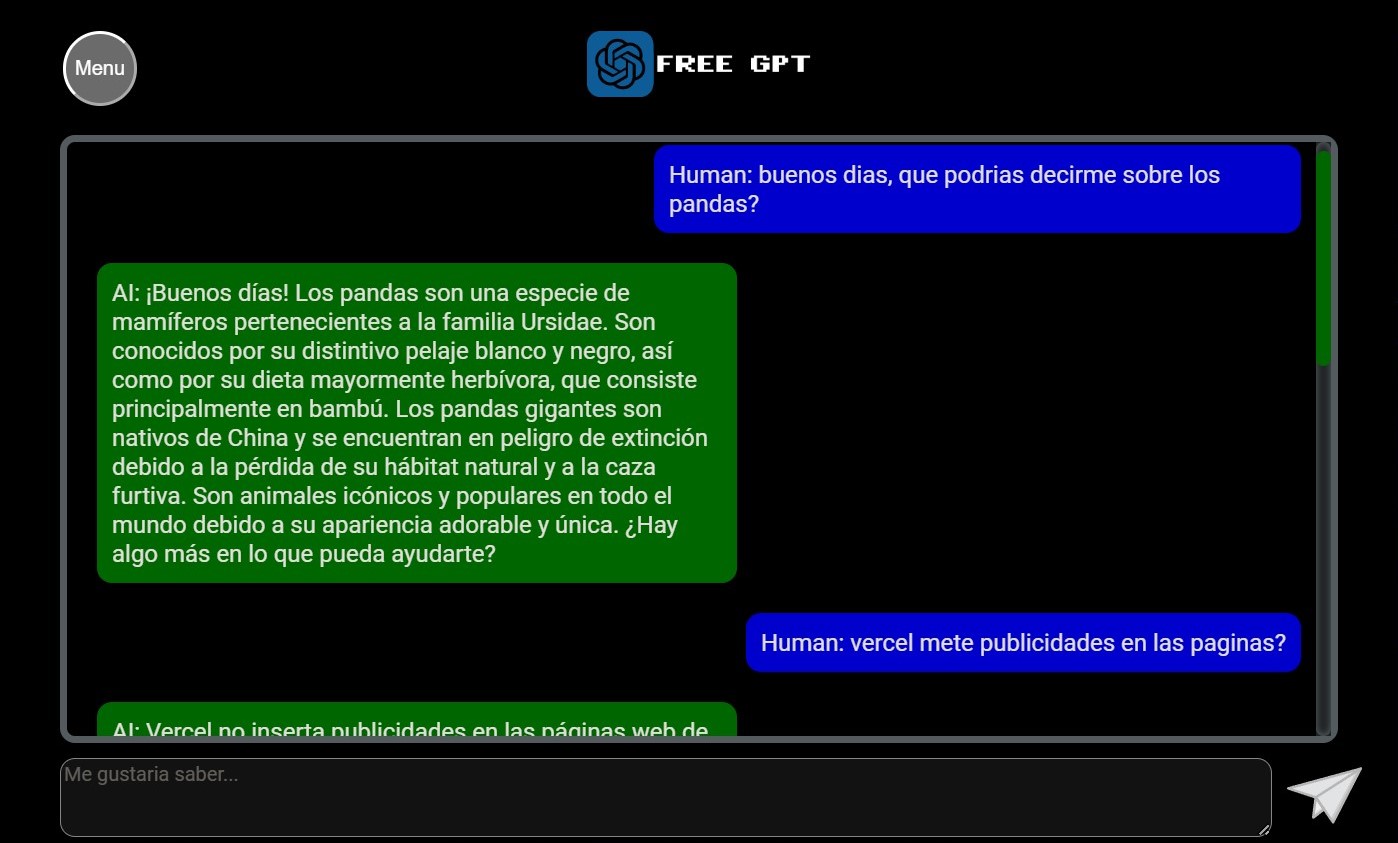 Menu
FREE GPT
Human: buenos dias, que podrias decirme sobre los
pandas?
AI: ¡Buenos días! Los pandas son una especie de
mamíferos pertenecientes a la familia Ursidae. Son
conocidos por su distintivo pelaje blanco y negro, así
como por su dieta mayormente herbívora, que consiste
principalmente en bambú. Los pandas gigantes son
nativos de China y se encuentran en peligro de extinción
debido a la pérdida de su hábitat natural y a la caza
furtiva. Son animales icónicos y populares en todo el
mundo debido a su apariencia adorable y única. ¿Hay
algo más en lo que pueda ayudarte?
Human: vercel mete publicidades en las paginas?
AI: Vercel no inserta publicidades en las páginas web de
Me gustaria saber...